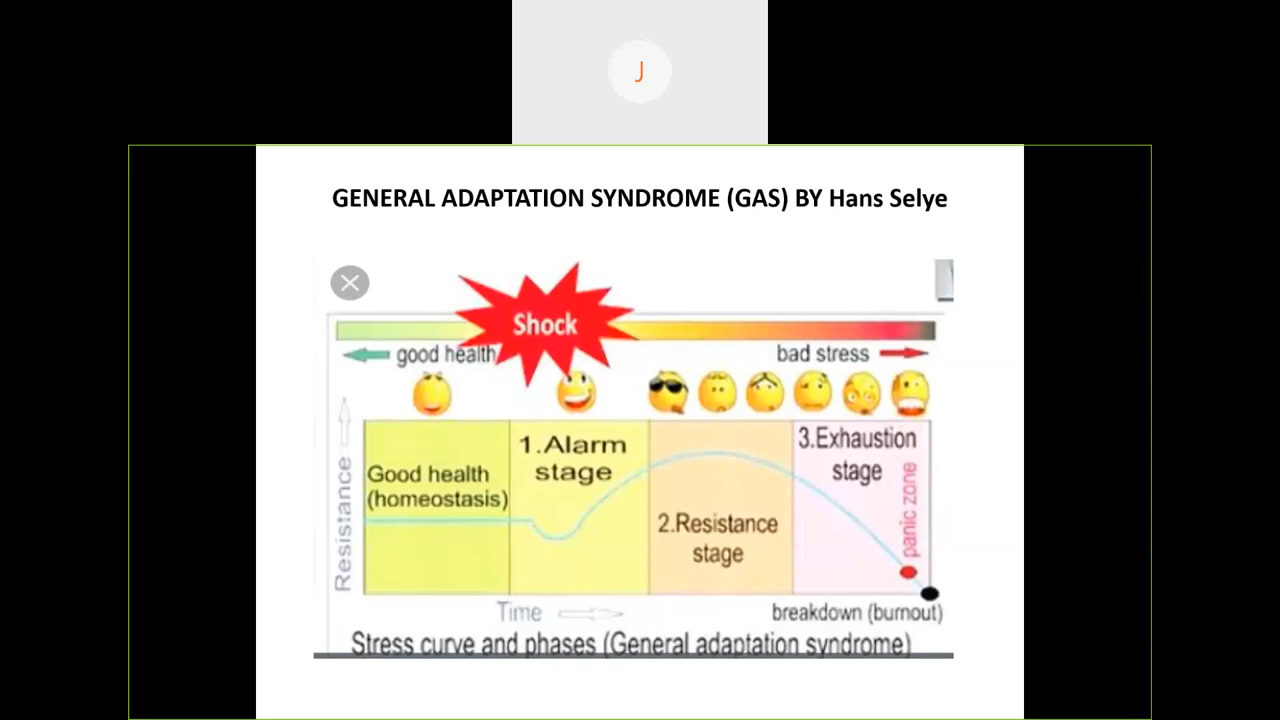 J
GENERAL ADAPTATION SYNDROME (GAS) BY Hans Selye
Shock
good health
bad stress
1.Alarm
stage
3.Exhaustion
stage
Good health
(homeostasis)
2.Resistance
stage
panic zone
Resistance
Time
breakdown (burnout)
Stress curve and phases (General adaptation syndrome)